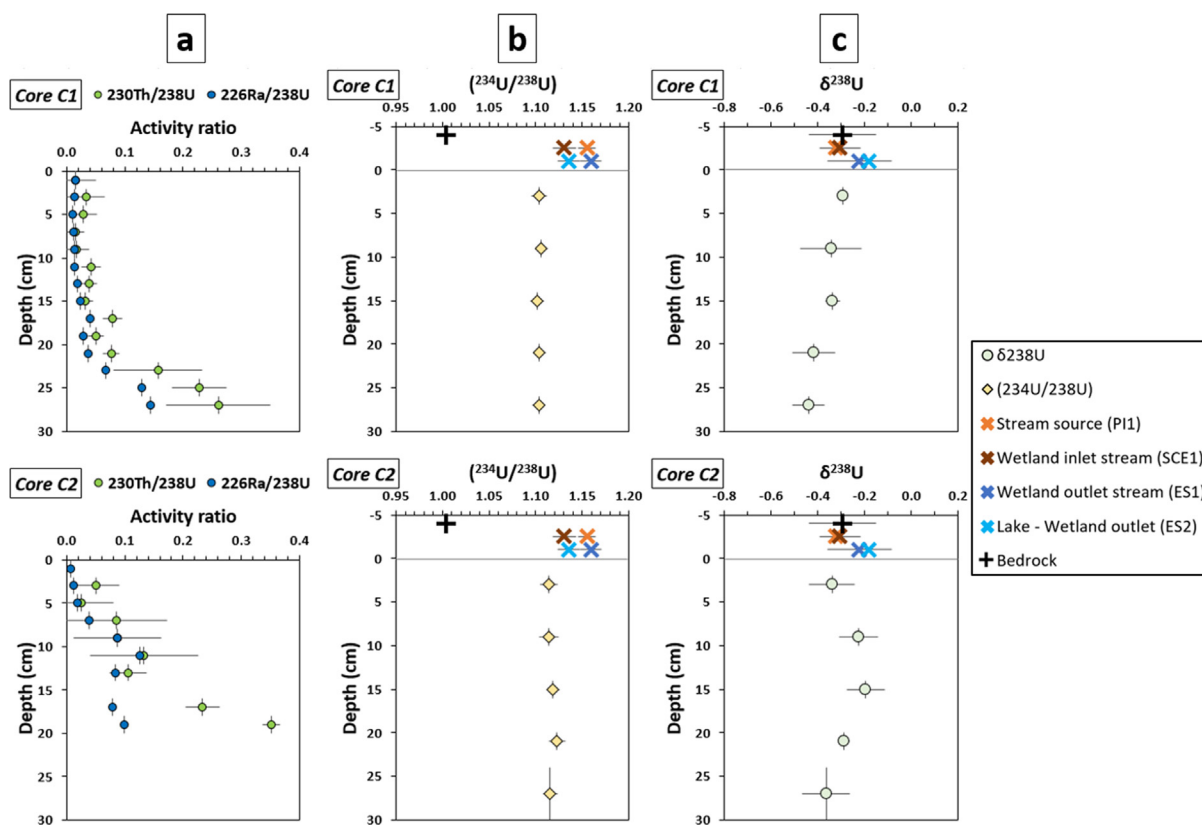 a
b
c
Core C1
230Th/238U
226Ra/238U
Activity ratio
0.0 0.1 0.2 0.3 0.4
Depth (cm)
0
5
10
15
20
25
30
Core C1
(²³⁴U/²³⁸U)
0.95 1.00 1.05 1.10 1.15 1.20
Depth (cm)
-5
0
5
10
15
20
25
30
Core C1
δ²³⁸U
-0.8 -0.6 -0.4 -0.2 0.0 0.2
Depth (cm)
-5
0
5
10
15
20
25
30
Core C2
230Th/238U
226Ra/238U
Activity ratio
0.0 0.1 0.2 0.3 0.4
Depth (cm)
0
5
10
15
20
25
30
Core C2
(²³⁴U/²³⁸U)
0.95 1.00 1.05 1.10 1.15 1.20
Depth (cm)
-5
0
5
10
15
20
25
30
Core C2
δ²³⁸U
-0.8 -0.6 -0.4 -0.2 0.0 0.2
Depth (cm)
-5
0
5
10
15
20
25
30
δ238U
(234U/238U)
Stream source (PI1)
Wetland inlet stream (SCE1)
Wetland outlet stream (ES1)
Lake - Wetland outlet (ES2)
Bedrock